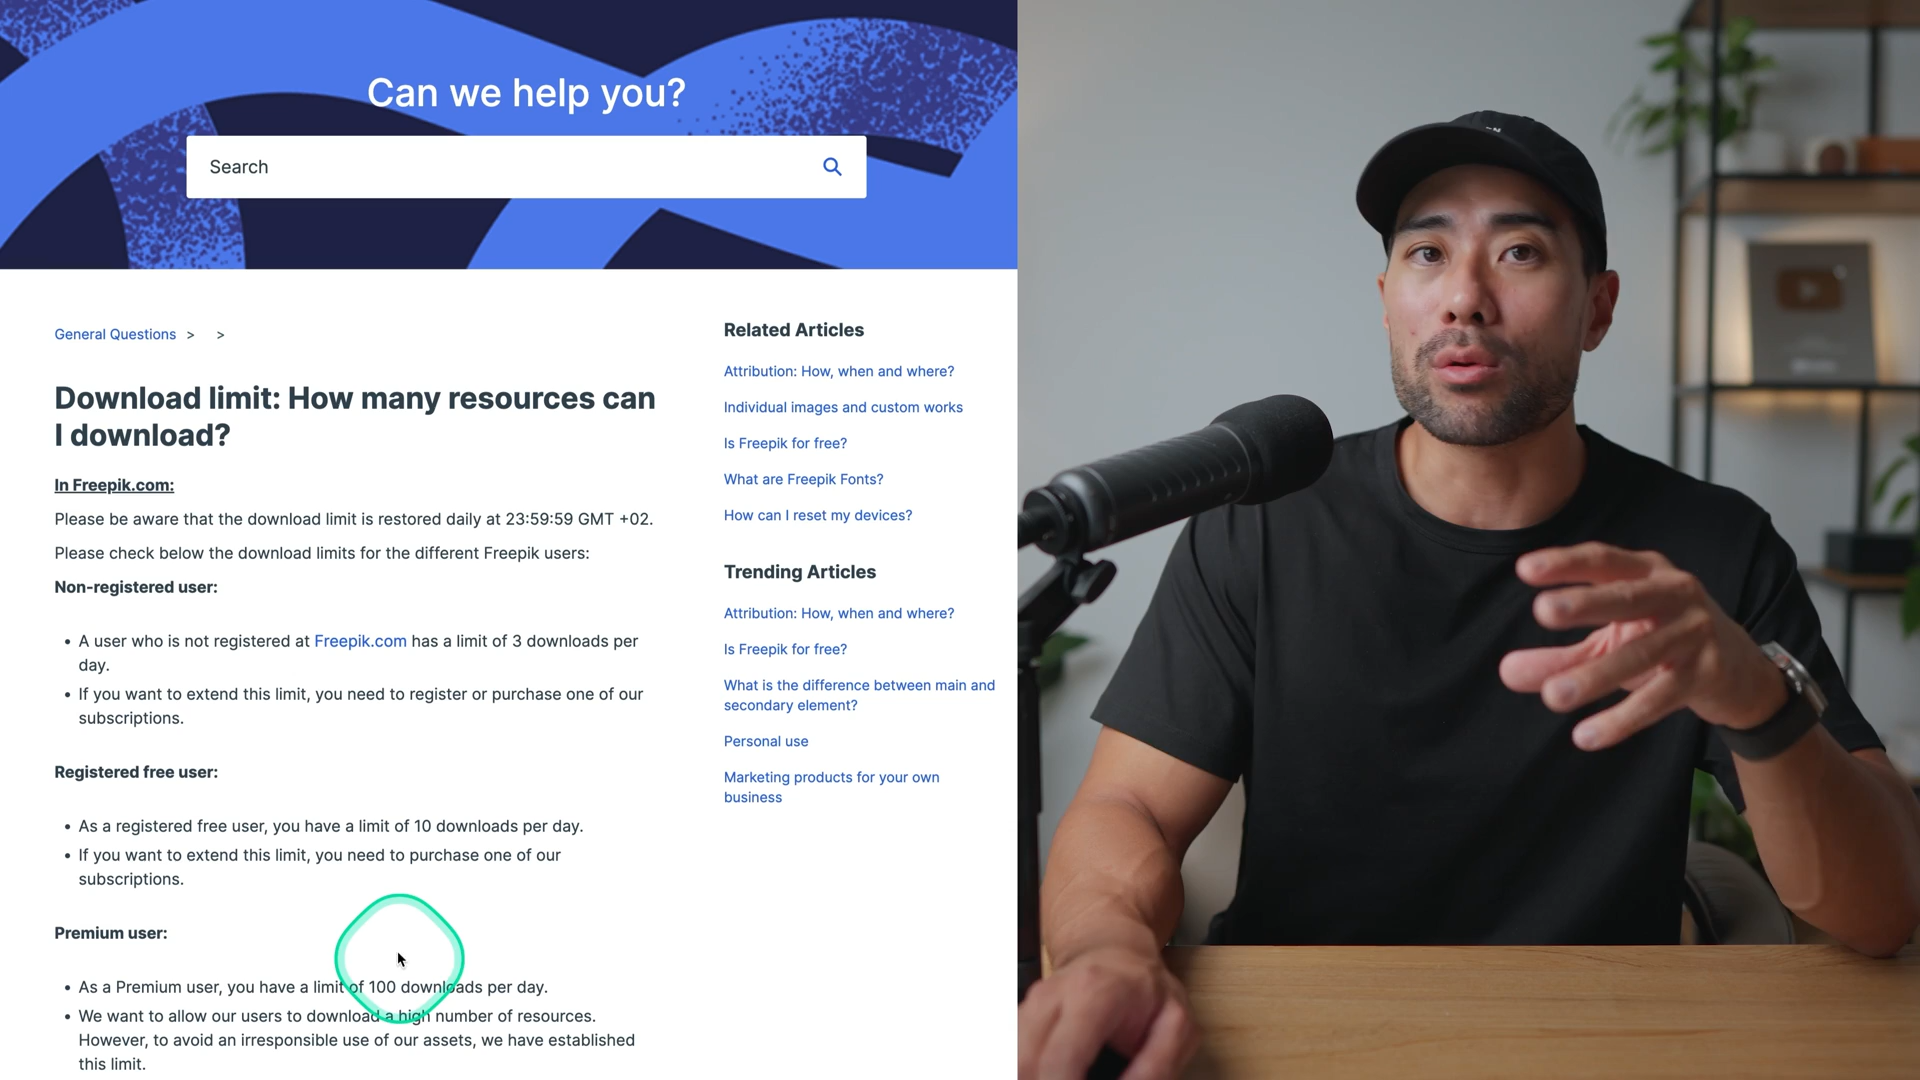 Can we help you?
Search
General Questions > >
Download limit: How many resources can
I download?
In Freepik.com:
Please be aware that the download limit is restored daily at 23:59:59 GMT +02.
Please check below the download limits for the different Freepik users:
Non-registered user:
• A user who is not registered at Freepik.com has a limit of 3 downloads per
day.
• If you want to extend this limit, you need to register or purchase one of our
subscriptions.
Registered free user:
• As a registered free user, you have a limit of 10 downloads per day.
• If you want to extend this limit, you need to purchase one of our
subscriptions.
Premium user:
• As a Premium user, you have a limit of 100 downloads per day.
• We want to allow our users to download a high number of resources.
However, to avoid an irresponsible use of our assets, we have established
this limit.
Related Articles
Attribution: How, when and where?
Individual images and custom works
Is Freepik for free?
What are Freepik Fonts?
How can I reset my devices?
Trending Articles
Attribution: How, when and where?
Is Freepik for free?
What is the difference between main and
secondary element?
Personal use
Marketing products for your own
business